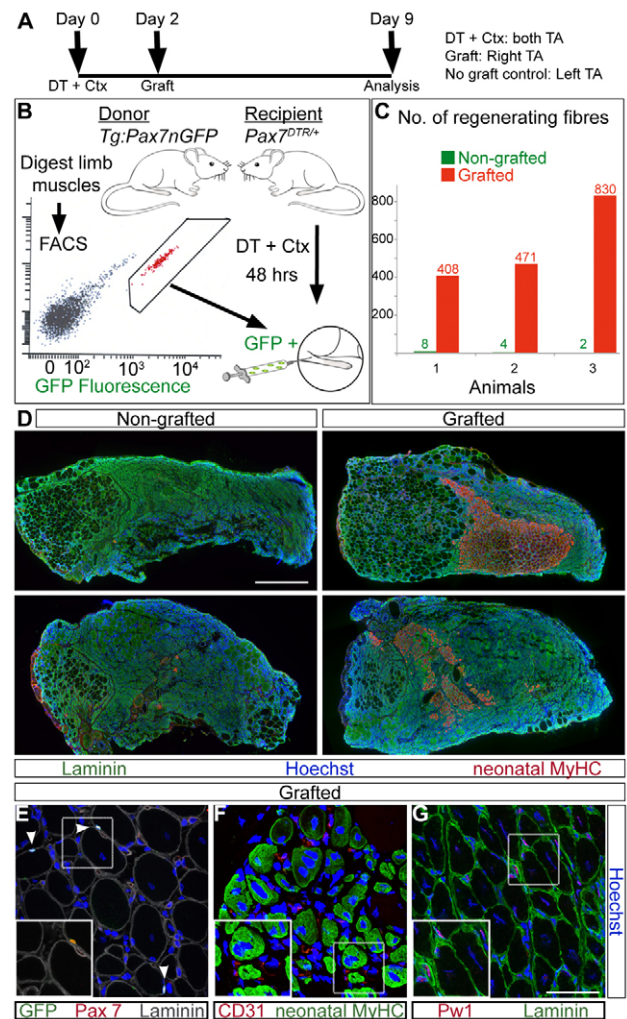 A
Day 0 Day 2 Day 9
DT + Ctx Graft Analysis
DT + Ctx: both TA
Graft: Right TA
No graft control: Left TA
B
Donor Recipient
Tg:Pax7nGFP Pax7DTR/+
Digest limb
muscles
FACS
DT + Ctx
48 hrs
GFP +
0 10² 10³ 10⁴
GFP Fluorescence
C
No. of regenerating fibres
Non-grafted
Grafted
800
600
400
200
8 408 4 471 2 830
1 2 3
Animals
D
Non-grafted Grafted
Laminin Hoechst neonatal MyHC
Grafted
E F G
Hoechst
GFP Pax 7 Laminin CD31 neonatal MyHC Pw1 Laminin